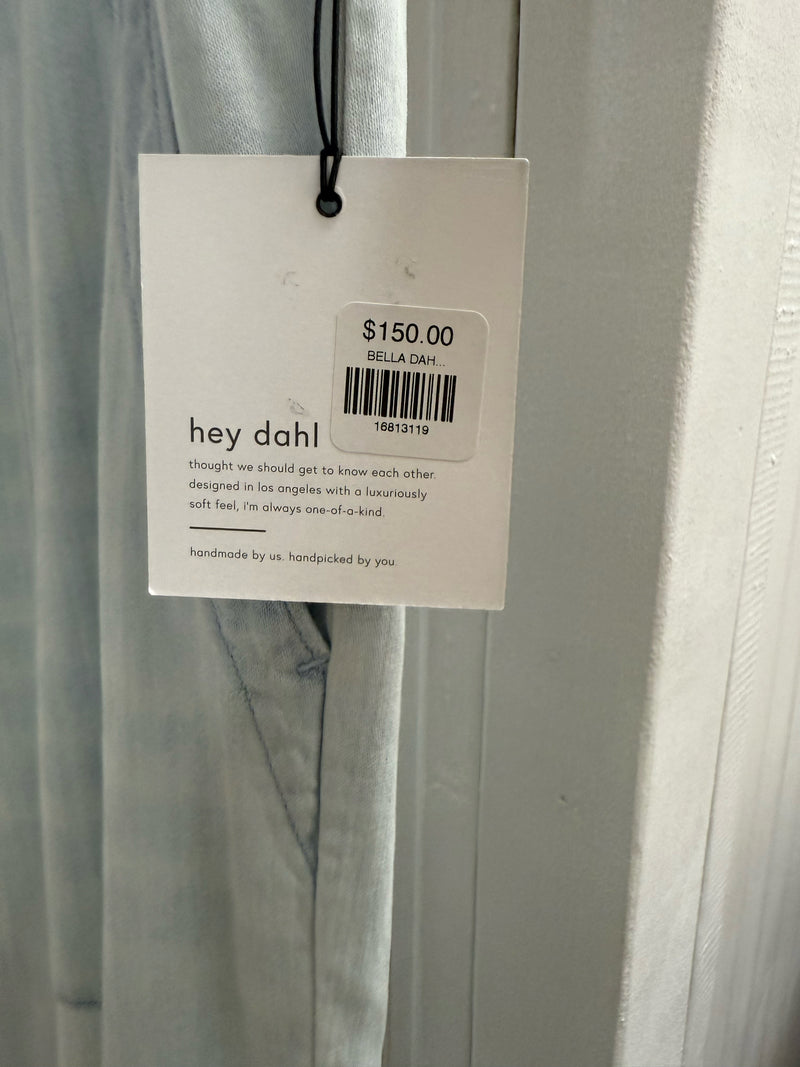 $150.00
BELLA DAH...
16813119
hey dahl
thought we should get to know each other.
designed in los angeles with a luxuriously
soft feel, i'm always one-of-a-kind.
handmade by us. handpicked by you.